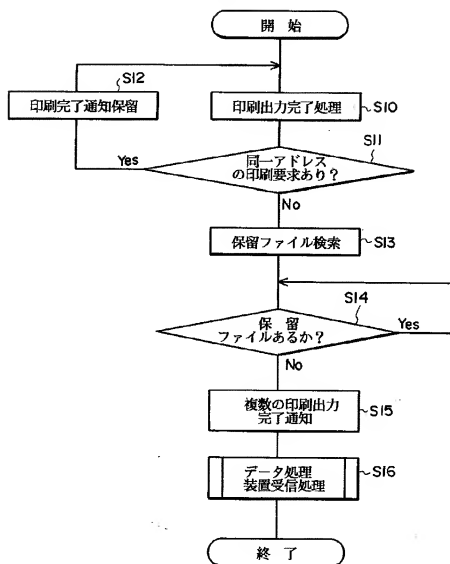 開始
S12
印刷完了通知保留
印刷出力完了処理
S10
S11
同一アドレス
の印刷要求あり？
Yes
No
保留ファイル検索
S13
S14
保留
ファイルあるか？
Yes
No
複数の印刷出力
完了通知
S15
データ処理
装置受信処理
S16
終了